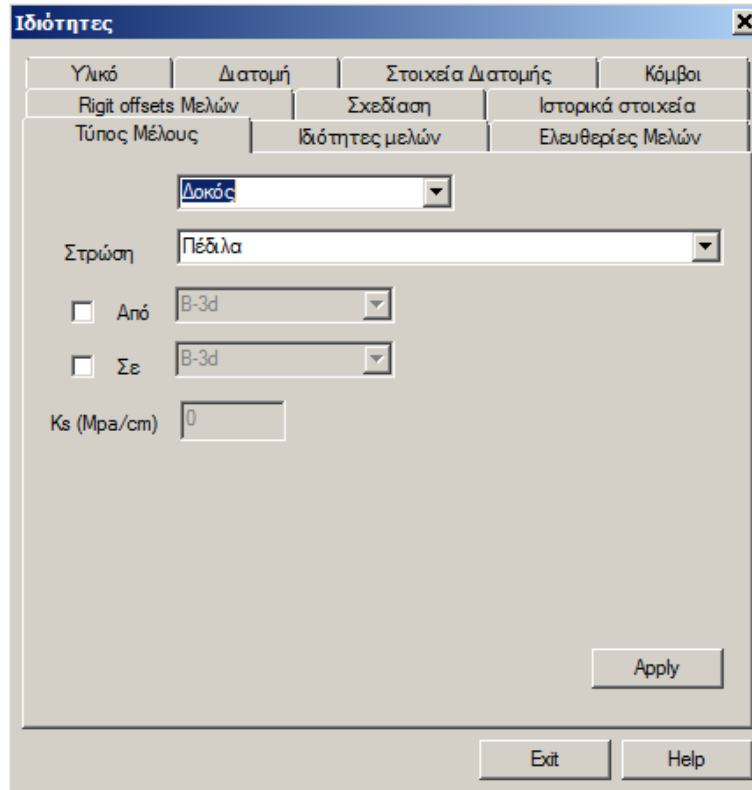 Ιδιότητες
Υλικό Διατομή Στοιχεία Διατομής Κόμβοι
Rigit offsets Μελών Σχεδίαση Ιστορικά στοιχεία
Τύπος Μέλους Ιδιότητες μελών Ελευθερίες Μελών
Δοκός
Στρώση Πέδιλα
Από B-3d
Σε B-3d
Ks (Mpa/cm) 0
Apply
Exit Help